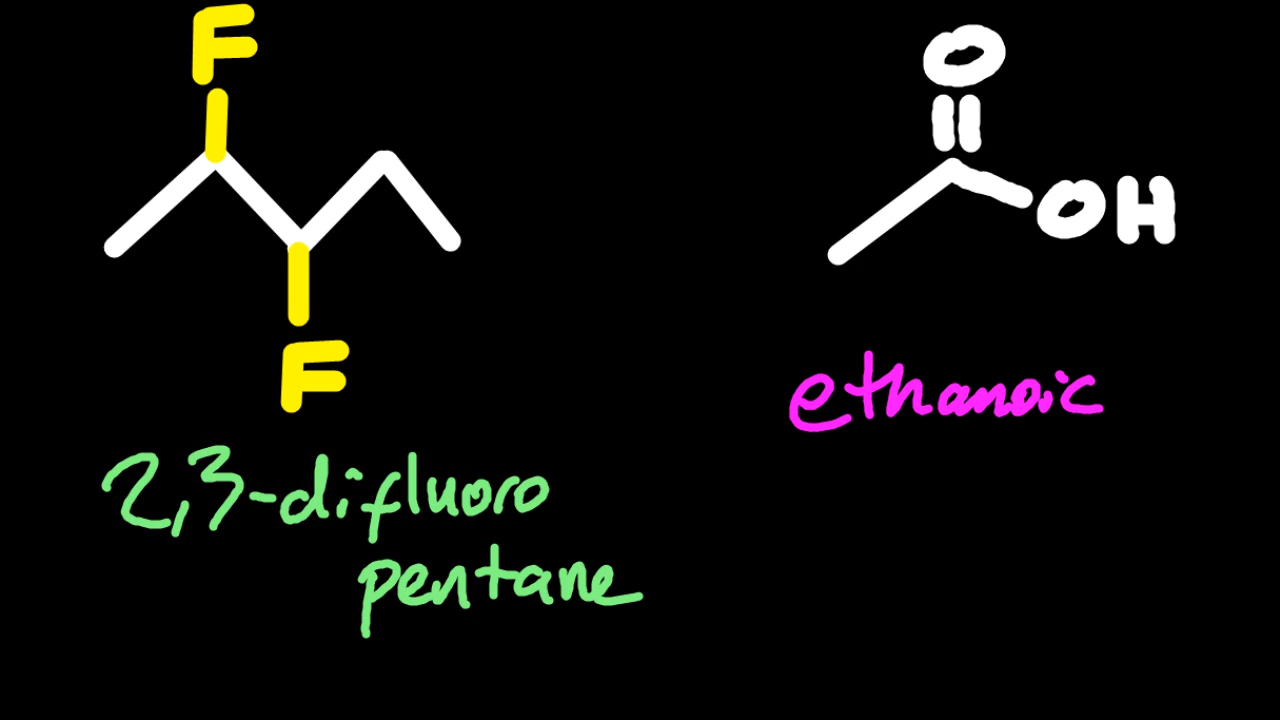 F
F
2,3-difluoro
pentane
O
OH
ethanoic